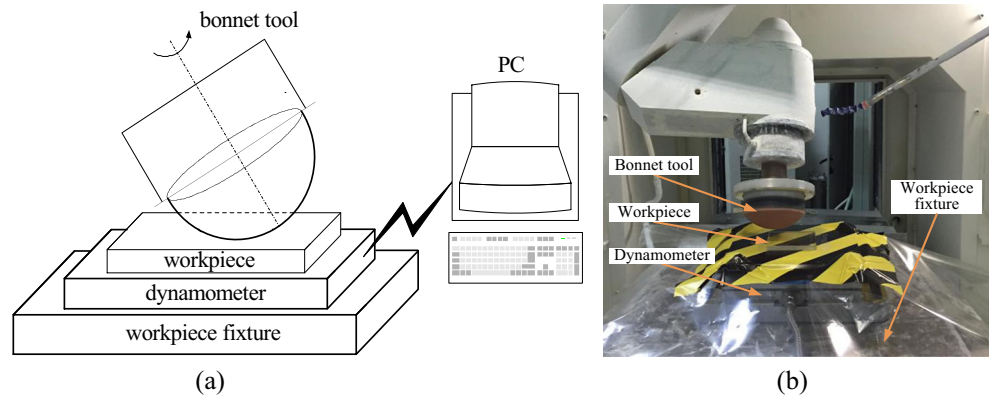 bonnet tool
PC
workpiece
dynamometer
workpiece fixture
(a)
Bonnet tool
Workpiece
Workpiece
fixture
Dynamometer
(b)